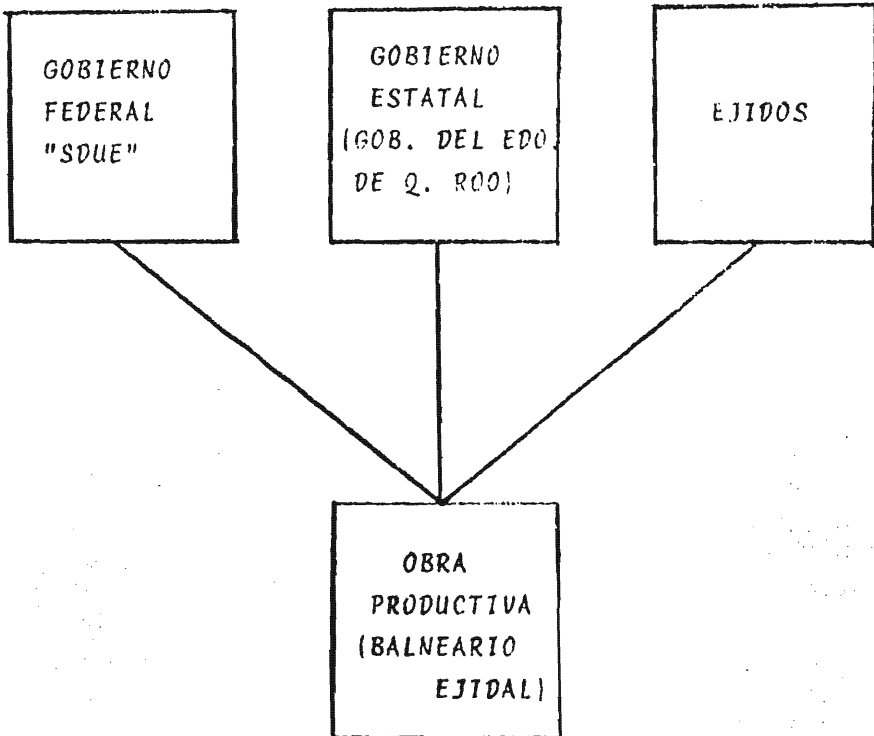 GOBIERNO
FEDERAL
"SDUE"
GOBIERNO
ESTATAL
(GOB. DEL EDO.
DE Q. ROO)
EJIDOS
OBRA
PRODUCTIVA
(BALNEARIO
EJIDAL)